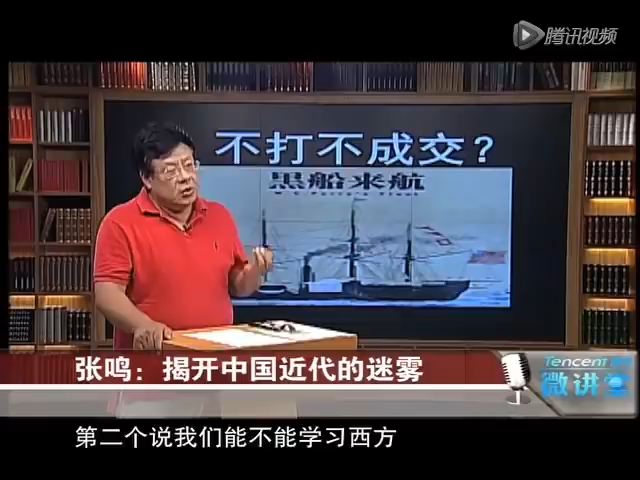 腾讯视频
不打不成交?
黑船来航
张鸣：揭开中国近代的迷雾
Tencent
微讲堂
第二个说我们能不能学习西方